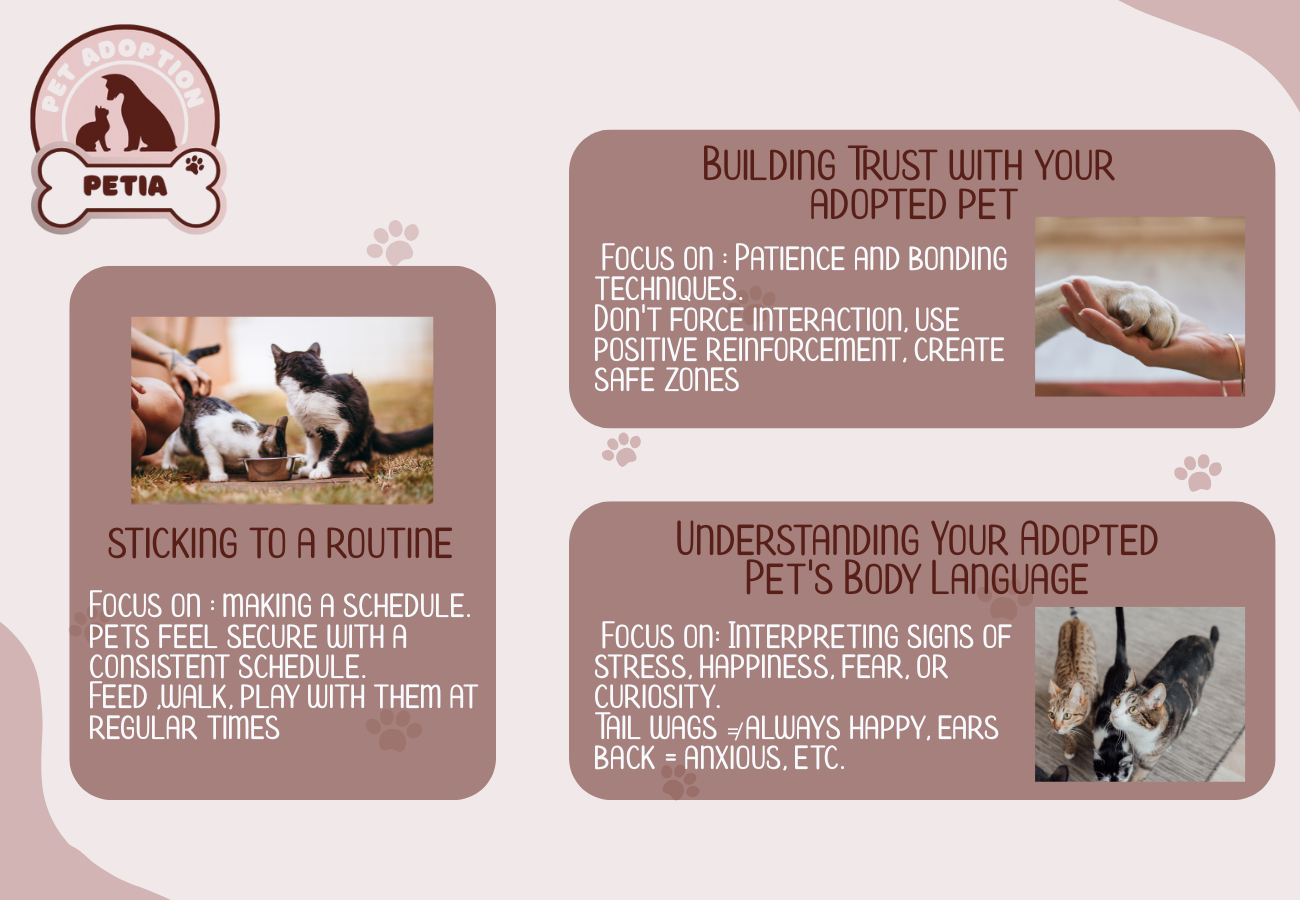 PET ADOPTION
PETIA
STICKING TO A ROUTINE
FOCUS ON : MAKING A SCHEDULE.
PETS FEEL SECURE WITH A
CONSISTENT SCHEDULE.
FEED ,WALK, PLAY WITH THEM AT
REGULAR TIMES
BUILDING TRUST WITH YOUR
ADOPTED PET
FOCUS ON : PATIENCE AND BONDING
TECHNIQUES.
DON'T FORCE INTERACTION, USE
POSITIVE REINFORCEMENT, CREATE
SAFE ZONES
UNDERSTANDING YOUR ADOPTED
PET'S BODY LANGUAGE
FOCUS ON: INTERPRETING SIGNS OF
STRESS, HAPPINESS, FEAR, OR
CURIOSITY.
TAIL WAGS ≠ ALWAYS HAPPY, EARS
BACK = ANXIOUS, ETC.